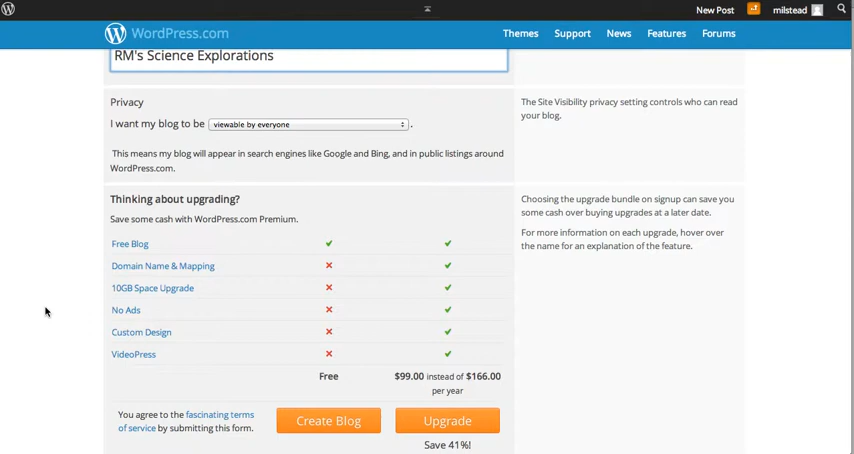 New Post milstead
WordPress.com Themes Support News Features Forums
RM's Science Explorations
Privacy
I want my blog to be viewable by everyone .
This means my blog will appear in search engines like Google and Bing, and in public listings around
WordPress.com.
The Site Visibility privacy setting controls who can read
your blog.
Thinking about upgrading?
Save some cash with WordPress.com Premium.
Free Blog
Domain Name & Mapping
10GB Space Upgrade
No Ads
Custom Design
VideoPress
Free $99.00 instead of $166.00
per year
You agree to the fascinating terms
of service by submitting this form.
Create Blog
Upgrade
Save 41%!
Choosing the upgrade bundle on signup can save you
some cash over buying upgrades at a later date.
For more information on each upgrade, hover over
the name for an explanation of the feature.